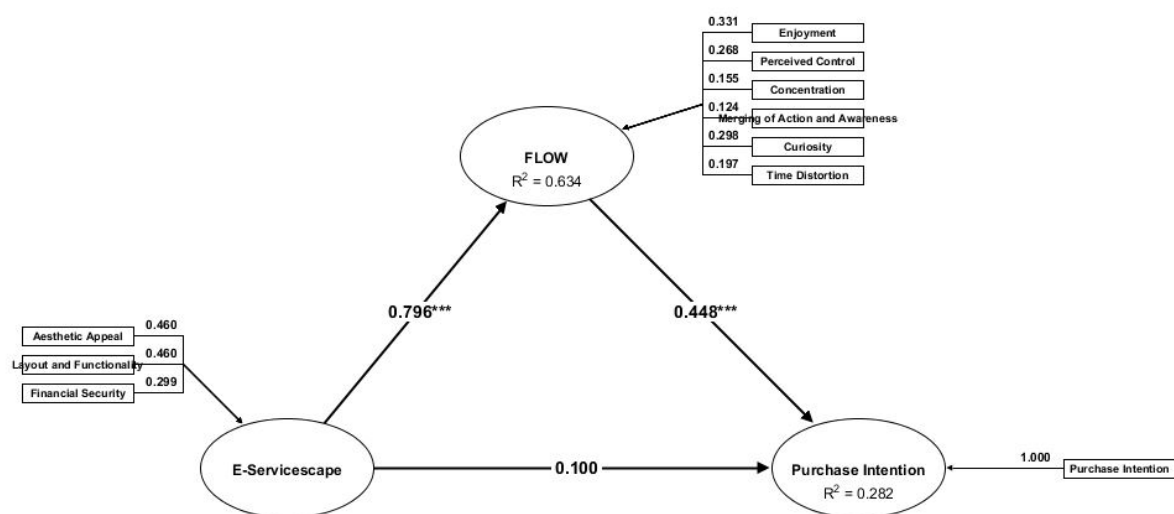 0.331
Enjoyment
0.268
Perceived Control
0.155
Concentration
0.124
Merging of Action and Awareness
0.298
Curiosity
0.197
Time Distortion
FLOW
R² = 0.634
0.796***
0.448***
Aesthetic Appeal
0.460
Layout and Functionality
0.460
Financial Security
0.299
E-Servicescape
0.100
Purchase Intention
R² = 0.282
1.000
Purchase Intention